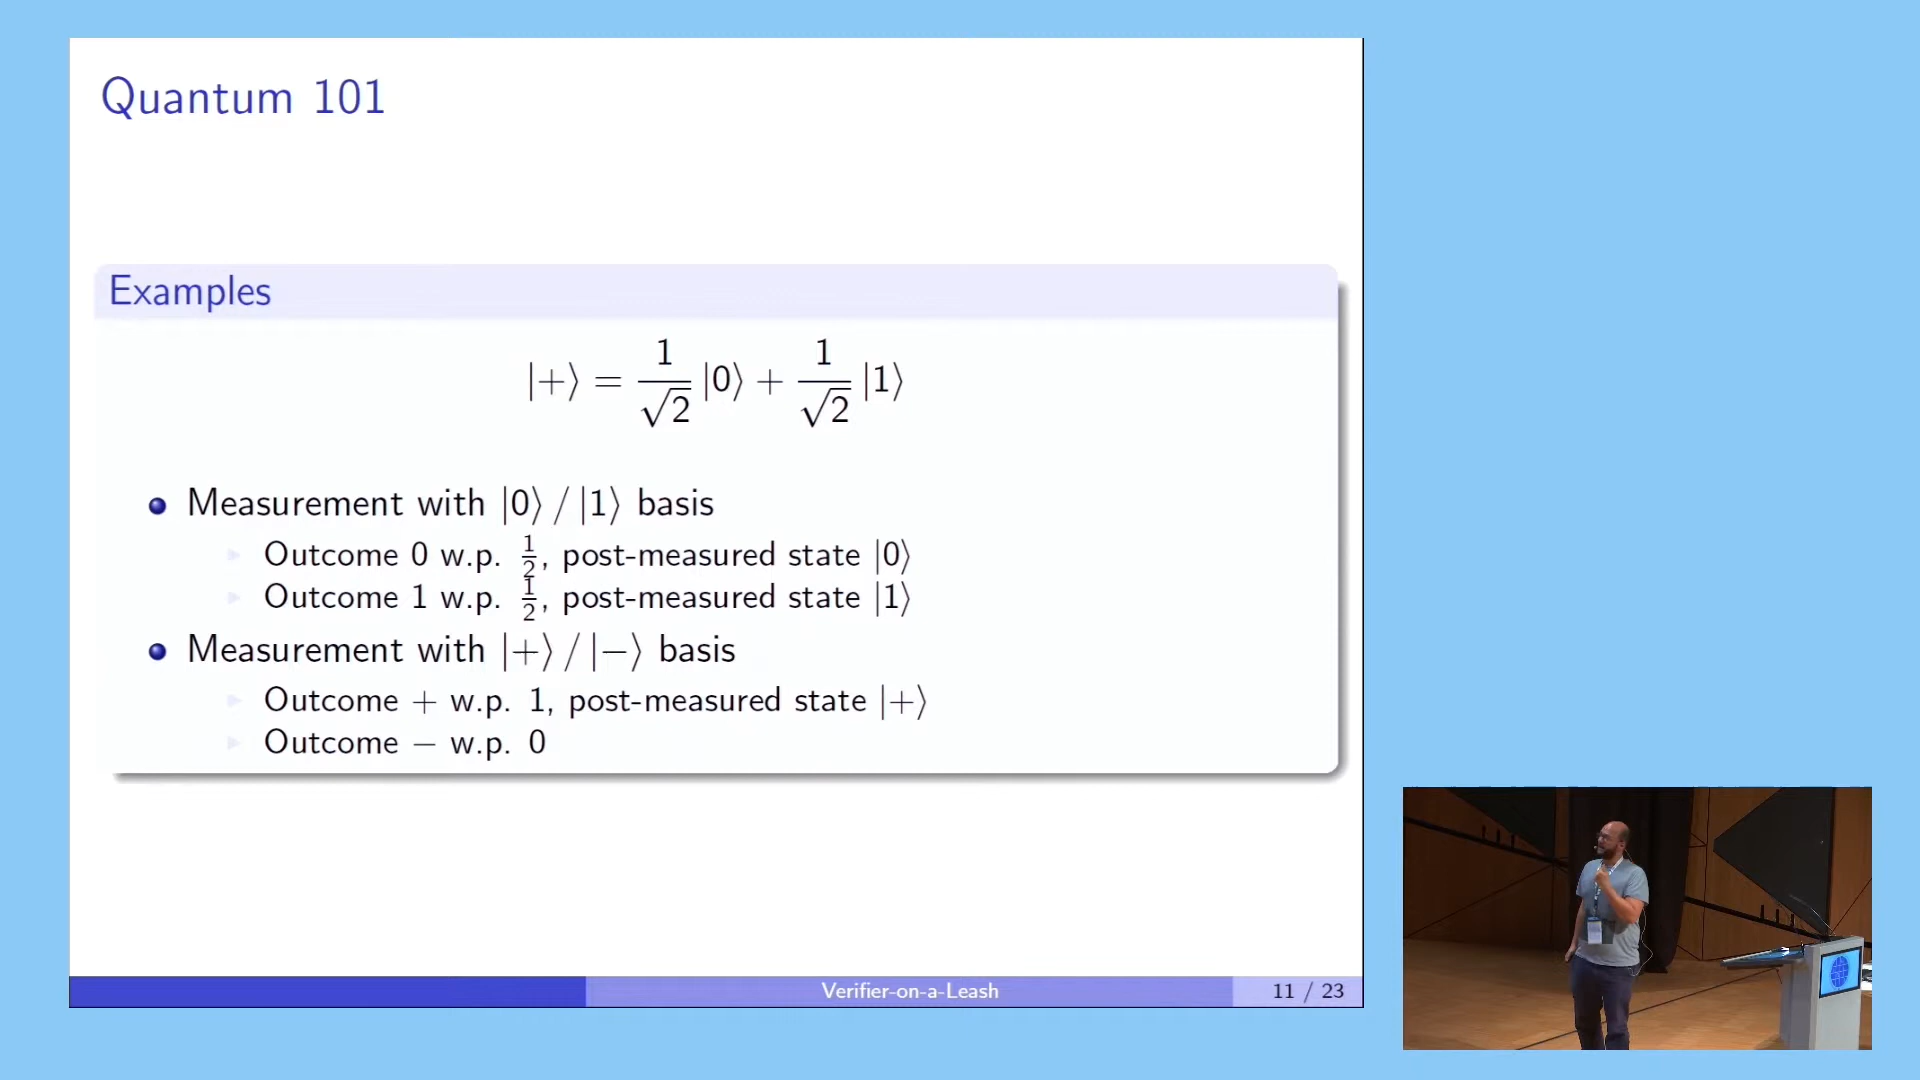 Quantum 101
Examples
|+⟩ = 1/√2 |0⟩ + 1/√2 |1⟩
Measurement with |0⟩ / |1⟩ basis
Outcome 0 w.p. 1/2, post-measured state |0⟩
Outcome 1 w.p. 1/2, post-measured state |1⟩
Measurement with |+⟩ / |−⟩ basis
Outcome + w.p. 1, post-measured state |+⟩
Outcome − w.p. 0
Verifier-on-a-Leash
11 / 23